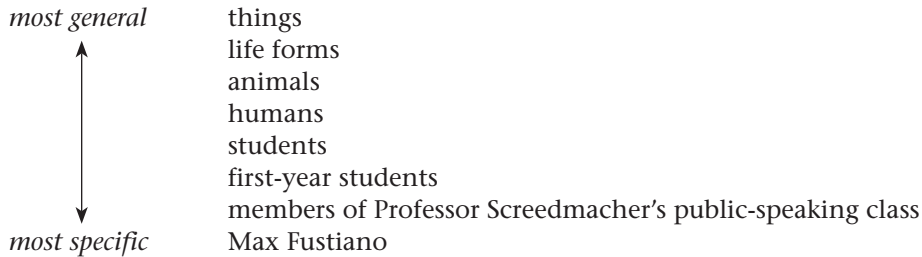 most general things
life forms
animals
humans
students
first-year students
members of Professor Screedmacher’s public-speaking class
most specific Max Fustiano